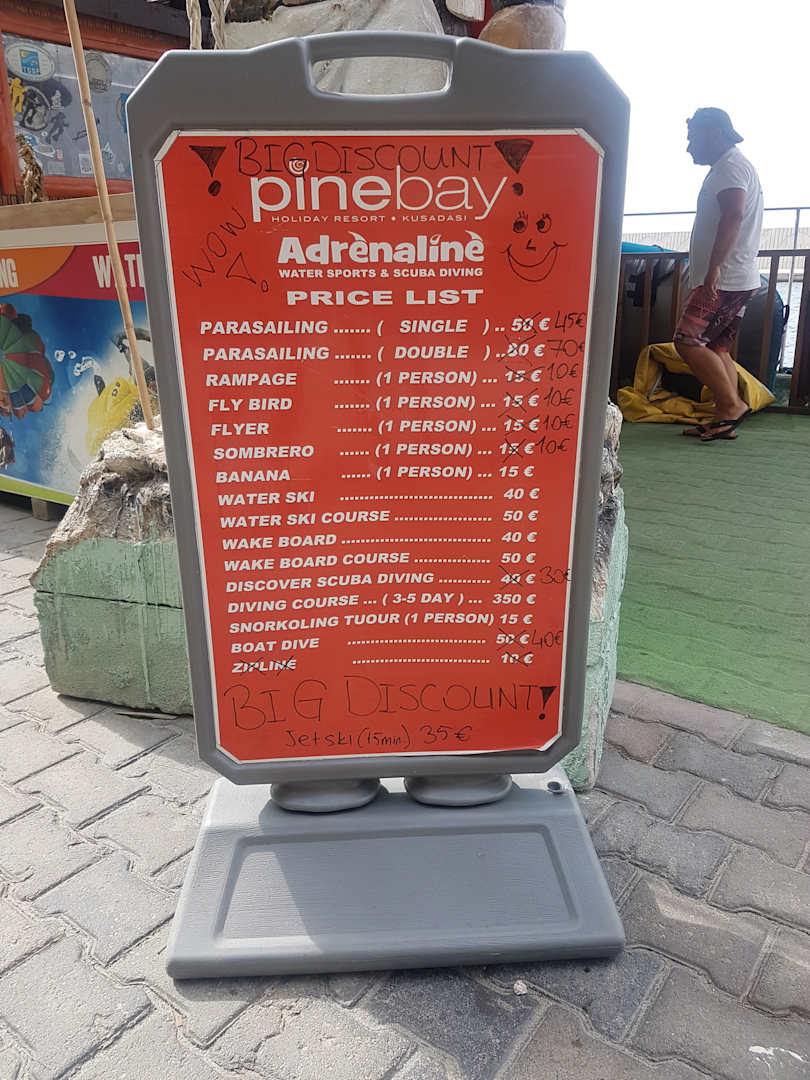 BIG DISCOUNT
pinebay
HOLIDAY RESORT • KUSADASI
WOW
Adrènalinè
WATER SPORTS & SCUBA DIVING
PRICE LIST
PARASAILING ....... ( SINGLE ) .. 50 € 45€
PARASAILING ....... ( DOUBLE ) .. 80 € 70€
RAMPAGE ....... (1 PERSON) ... 15 € 10€
FLY BIRD ....... (1 PERSON) ... 15 € 10€
FLYER ....... (1 PERSON) ... 15 € 10€
SOMBRERO ...... (1 PERSON) ... 15 € 10€
BANANA ...... (1 PERSON) ... 15 €
WATER SKI ................................ 40 €
WATER SKI COURSE ..................... 50 €
WAKE BOARD ................................ 40 €
WAKE BOARD COURSE ................. 50 €
DISCOVER SCUBA DIVING ........... 40 € 30€
DIVING COURSE ... ( 3-5 DAY ) ... 350 €
SNORKOLING TUOUR (1 PERSON) 15 €
BOAT DIVE ............................. 50 € 40€
ZIPLINE ............................. 10 €
BIG DISCOUNT!
Jetski (15min.) 35€